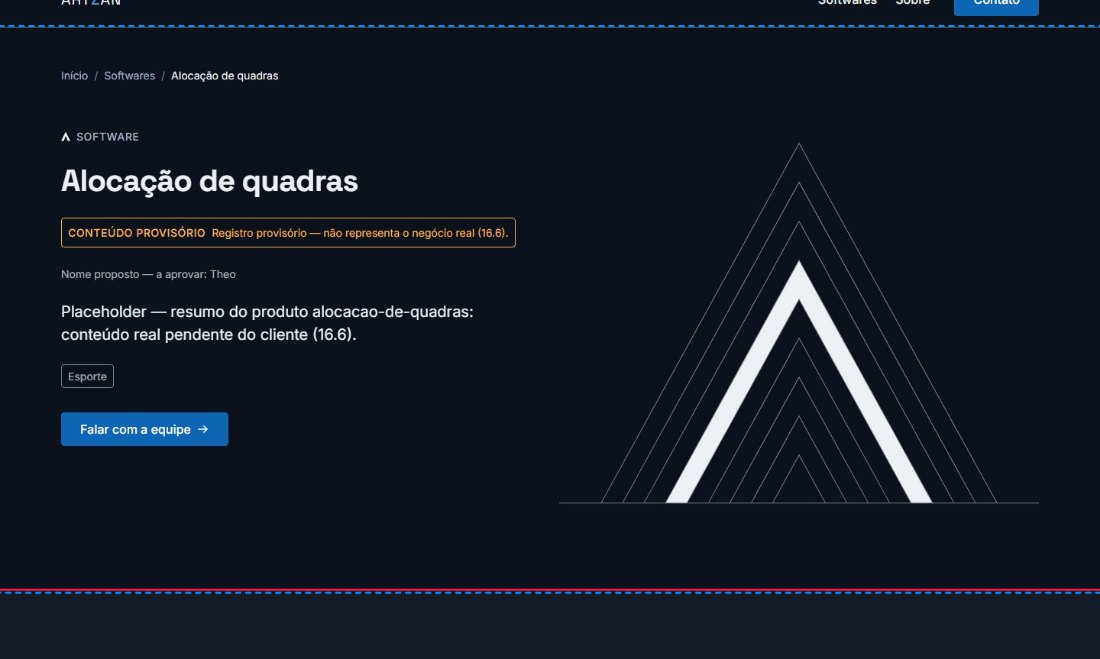 ARTZAN
Softwares Sobre Contato
Início / Softwares / Alocação de quadras
SOFTWARE
Alocação de quadras
CONTEÚDO PROVISÓRIO Registro provisório — não representa o negócio real (16.6).
Nome proposto — a aprovar: Theo
Placeholder — resumo do produto alocacao-de-quadras:
conteúdo real pendente do cliente (16.6).
Esporte
Falar com a equipe →